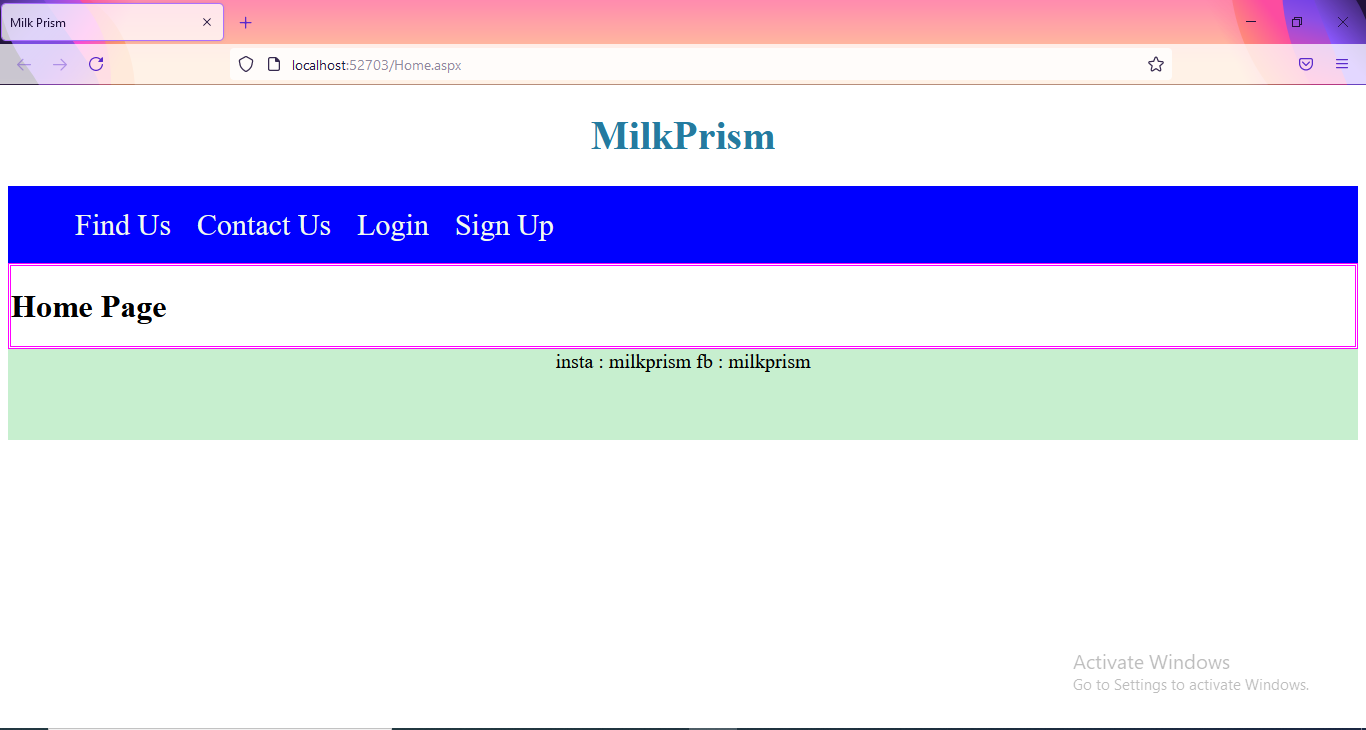 Milk Prism
localhost:52703/Home.aspx
MilkPrism
Find Us Contact Us Login Sign Up
Home Page
insta : milkprism fb : milkprism
Activate Windows
Go to Settings to activate Windows.